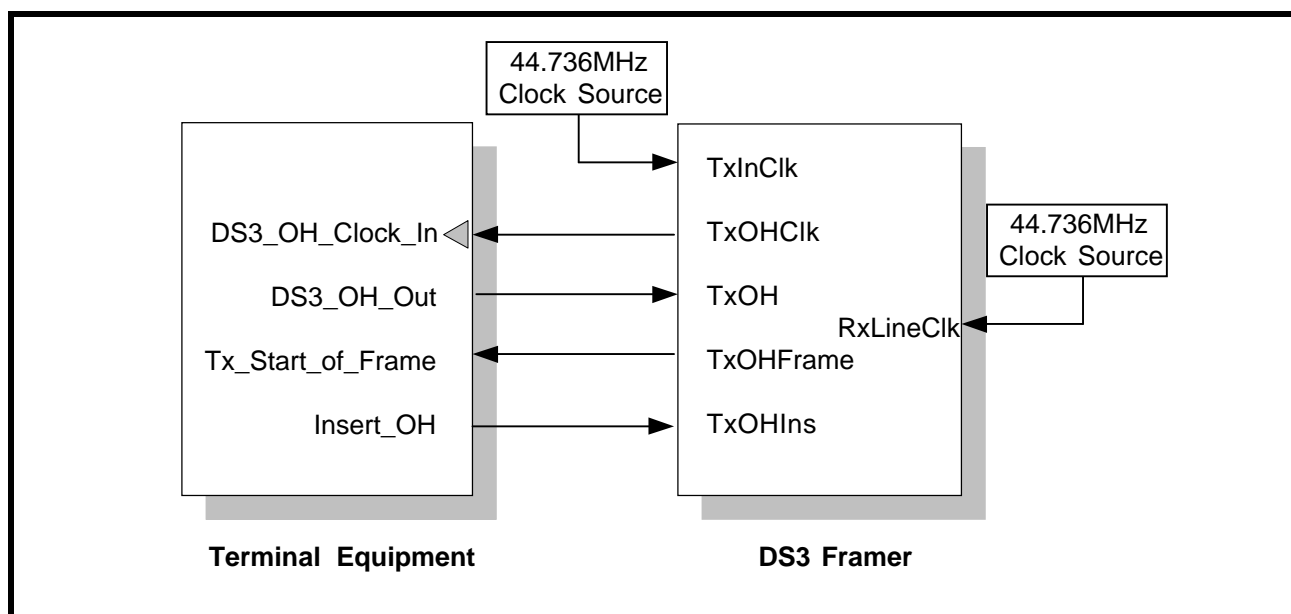 44.736MHz
Clock Source
TxInClk
DS3_OH_Clock_In
TxOHClk
44.736MHz
Clock Source
DS3_OH_Out
TxOH
RxLineClk
Tx_Start_of_Frame
TxOHFrame
Insert_OH
TxOHIns
Terminal Equipment
DS3 Framer